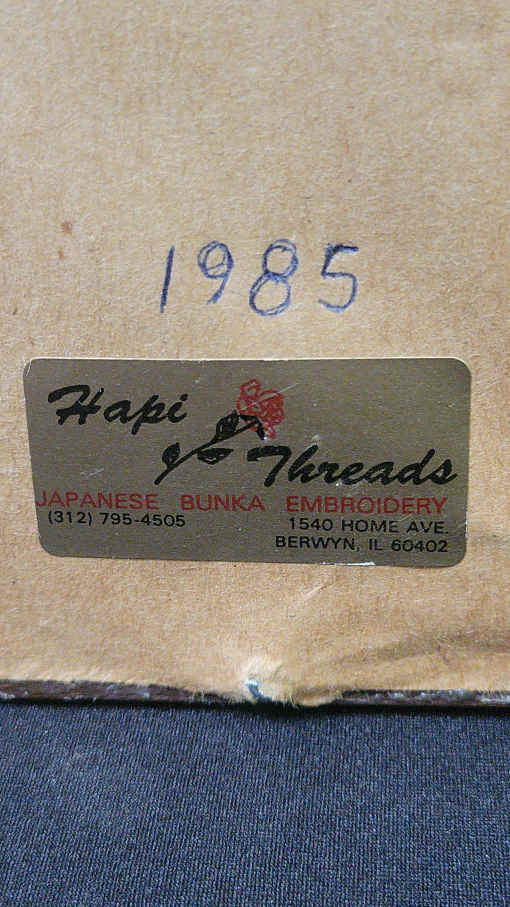 1985
Hapi
Threads
JAPANESE BUNKA EMBROIDERY
(312) 795-4505
1540 HOME AVE.
BERWYN, IL 60402